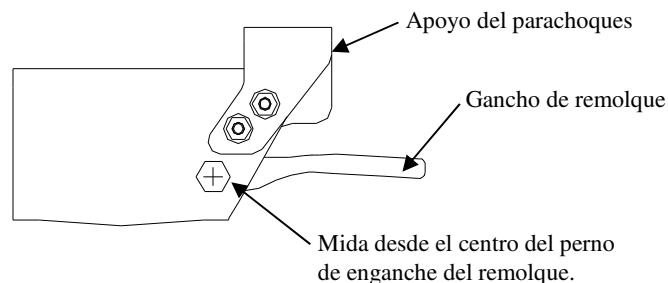 Apoyo del parachoques
Gancho de remolque
Mida desde el centro del perno
de enganche del remolque.